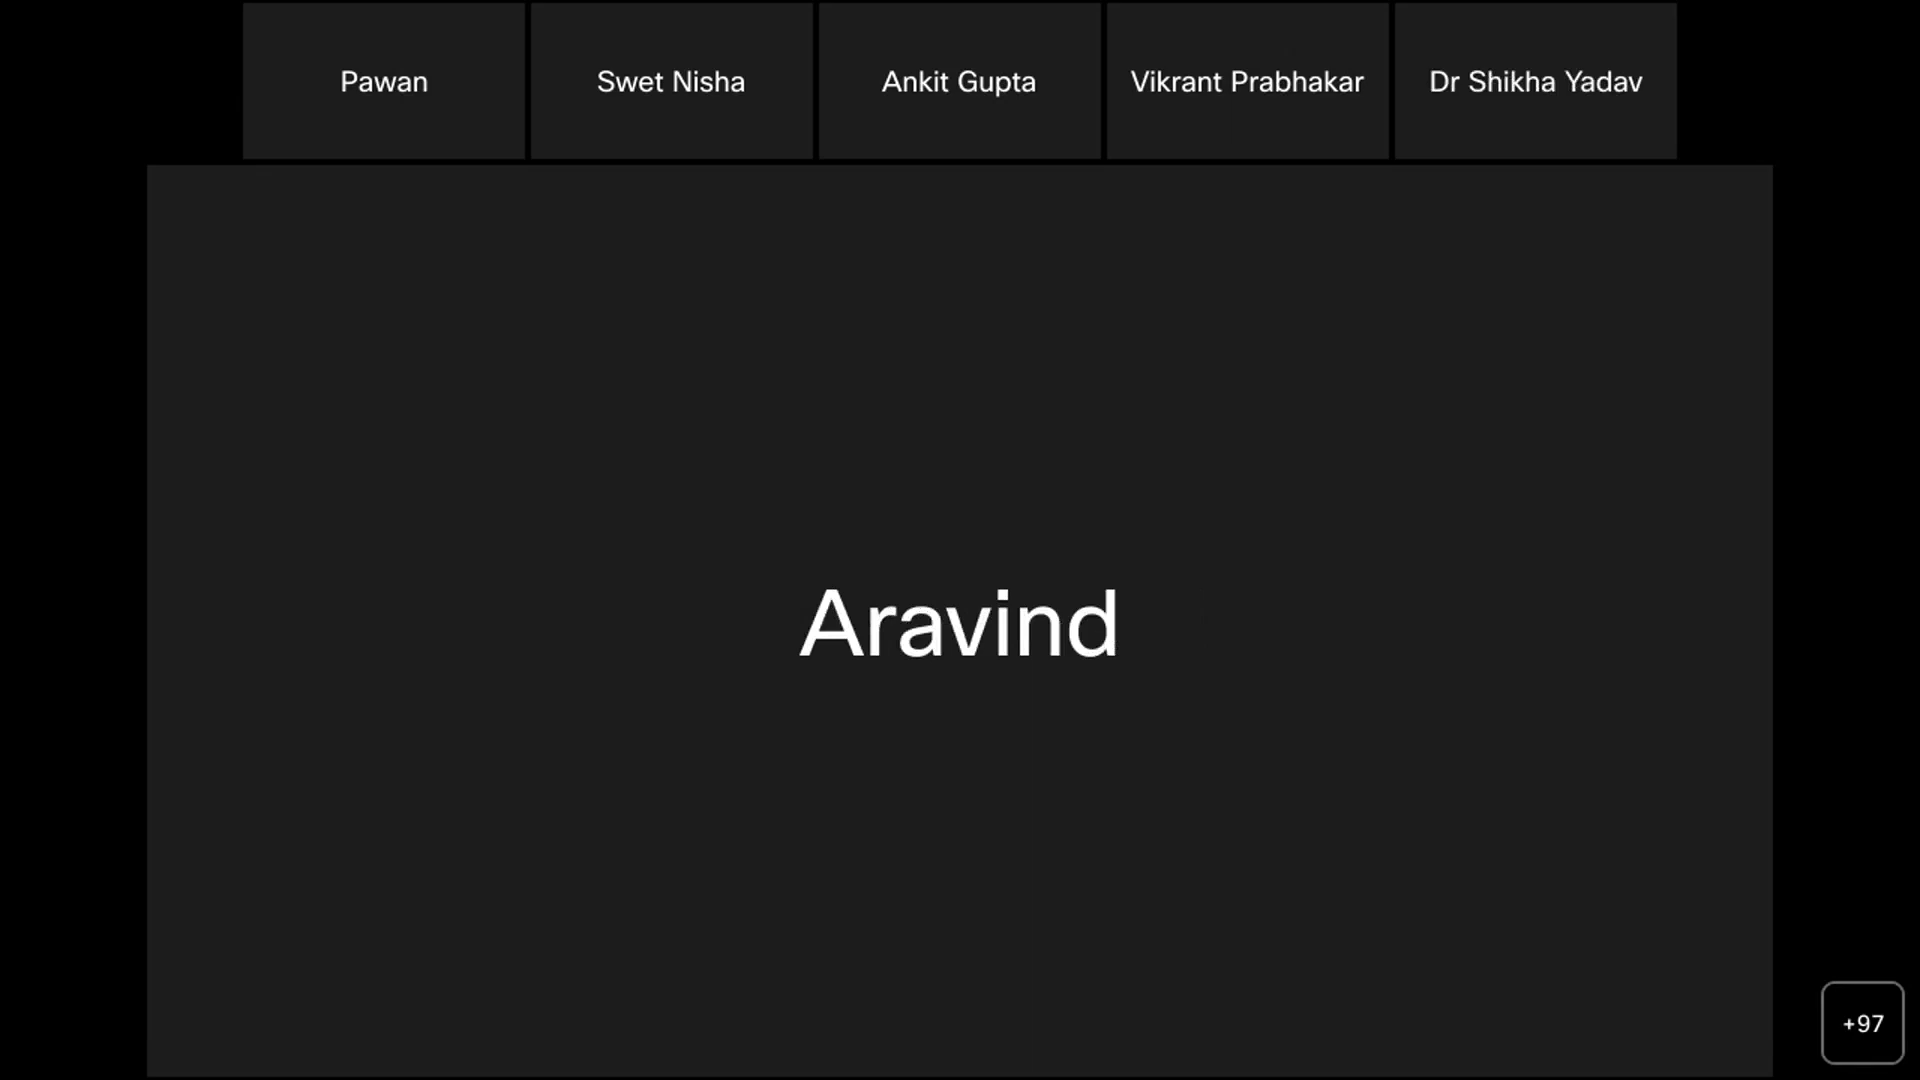 Pawan
Swet Nisha
Ankit Gupta
Vikrant Prabhakar
Dr Shikha Yadav
Aravind
+97